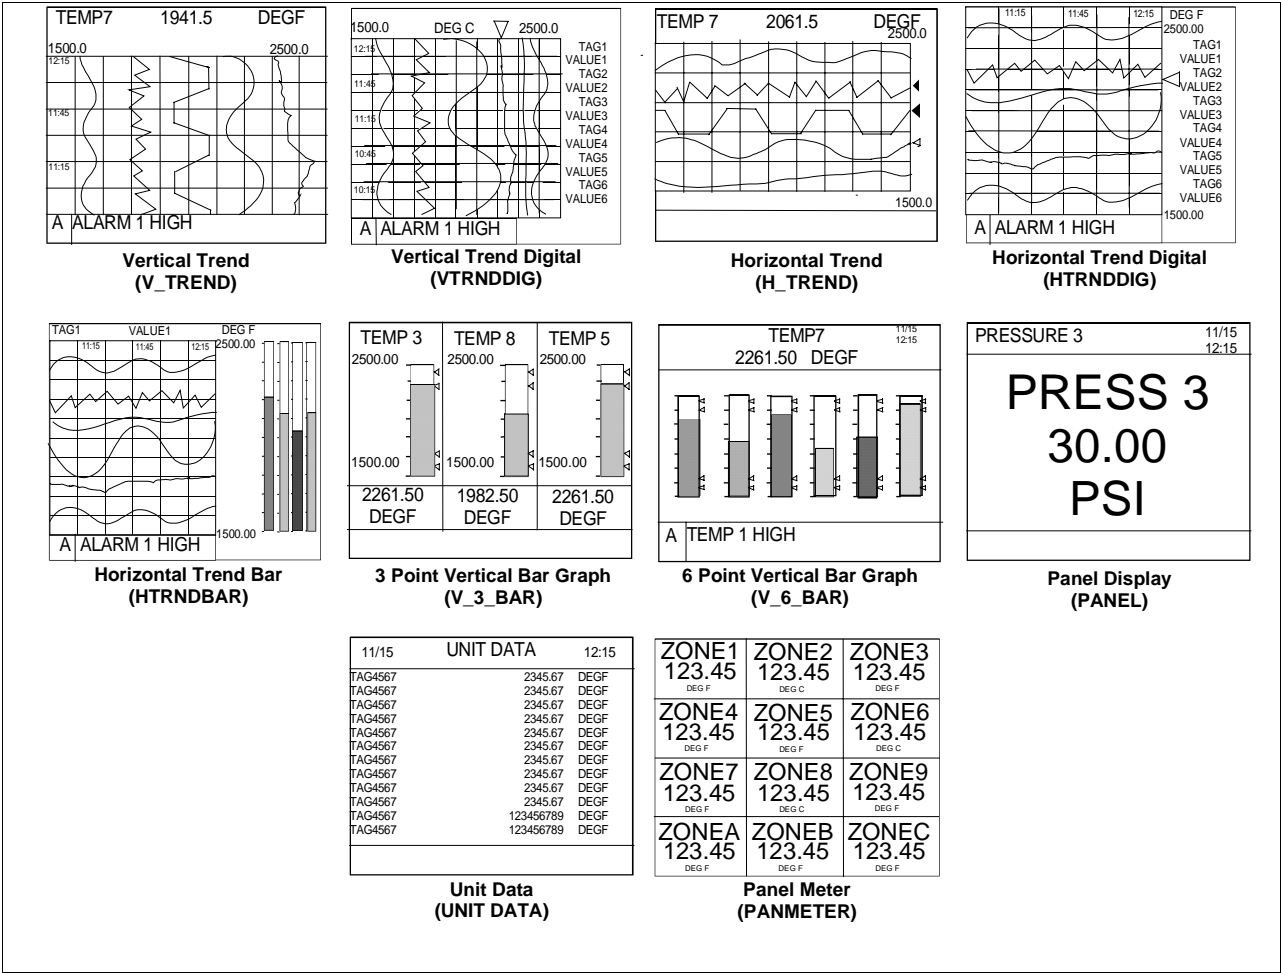 TEMP7 1941.5 DEGF
1500.0 2500.0
12:15
11:45
11:15
A ALARM 1 HIGH
Vertical Trend
(V_TREND)
1500.0 DEG C 2500.0
12:15
11:45
11:15
10:45
10:15
TAG1
VALUE1
TAG2
VALUE2
TAG3
VALUE3
TAG4
VALUE4
TAG5
VALUE5
TAG6
VALUE6
A ALARM 1 HIGH
Vertical Trend Digital
(VTRNDDIG)
TEMP 7 2061.5 DEGF
2500.0
1500.0
Horizontal Trend
(H_TREND)
11:15 11:45 12:15 DEG F
2500.00
TAG1
VALUE1
TAG2
VALUE2
TAG3
VALUE3
TAG4
VALUE4
TAG5
VALUE5
TAG6
VALUE6
1500.00
A ALARM 1 HIGH
Horizontal Trend Digital
(HTRNDDIG)
TAG1 VALUE1 DEG F
11:15 11:45 12:15 2500.00
1500.00
A ALARM 1 HIGH
Horizontal Trend Bar
(HTRNDBAR)
TEMP 3 TEMP 8 TEMP 5
2500.00 2500.00 2500.00
1500.00 1500.00 1500.00
2261.50 1982.50 2261.50
DEGF DEGF DEGF
3 Point Vertical Bar Graph
(V_3_BAR)
TEMP7 11/15
12:15
2261.50 DEGF
A TEMP 1 HIGH
6 Point Vertical Bar Graph
(V_6_BAR)
PRESSURE 3 11/15
12:15
PRESS 3
30.00
PSI
Panel Display
(PANEL)
11/15 UNIT DATA 12:15
TAG4567 2345.67 DEGF
TAG4567 2345.67 DEGF
TAG4567 2345.67 DEGF
TAG4567 2345.67 DEGF
TAG4567 2345.67 DEGF
TAG4567 2345.67 DEGF
TAG4567 2345.67 DEGF
TAG4567 2345.67 DEGF
TAG4567 2345.67 DEGF
TAG4567 2345.67 DEGF
TAG4567 123456789 DEGF
TAG4567 123456789 DEGF
Unit Data
(UNIT DATA)
ZONE1 ZONE2 ZONE3
123.45 123.45 123.45
DEG F DEG C DEG F
ZONE4 ZONE5 ZONE6
123.45 123.45 123.45
DEG F DEG F DEG C
ZONE7 ZONE8 ZONE9
123.45 123.45 123.45
DEG F DEG C DEG F
ZONEA ZONEB ZONEC
123.45 123.45 123.45
DEG F DEG F DEG F
Panel Meter
(PANMETER)